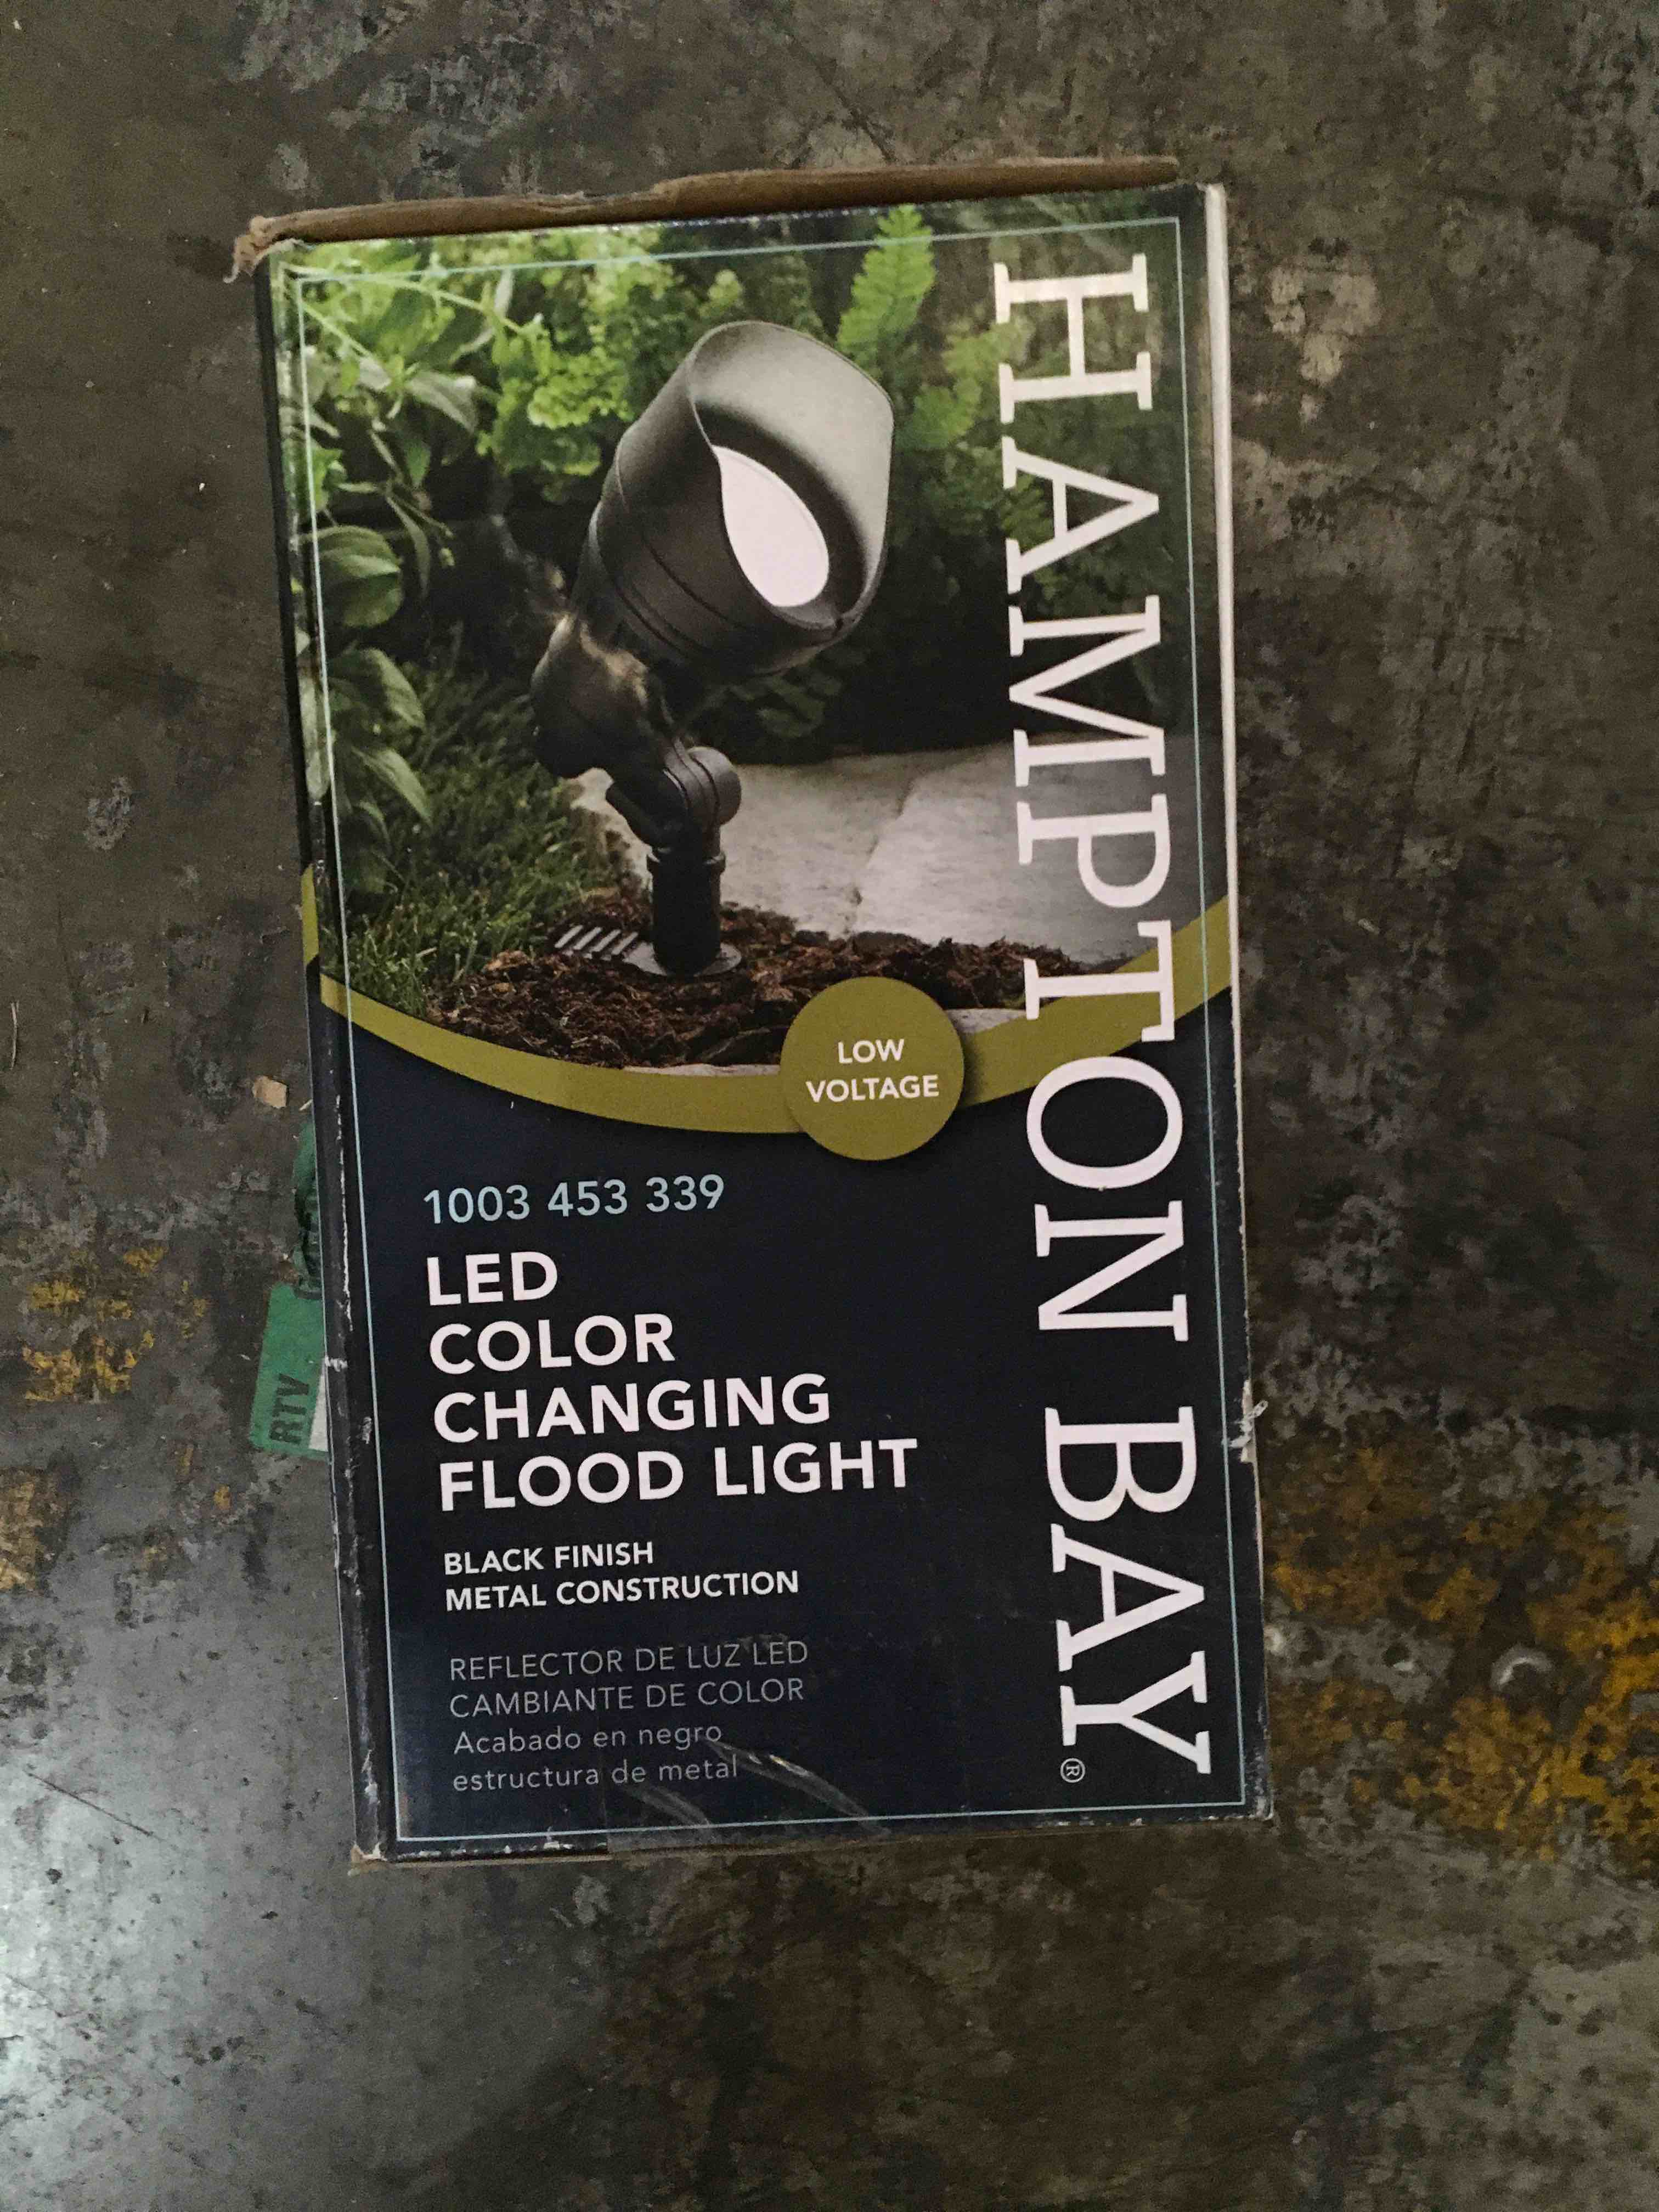 HAMPTON BAY®
LOW
VOLTAGE
1003 453 339
LED
COLOR
CHANGING
FLOOD LIGHT
BLACK FINISH
METAL CONSTRUCTION
REFLECTOR DE LUZ LED
CAMBIANTE DE COLOR
Acabado en negro
estructura de metal
RTV